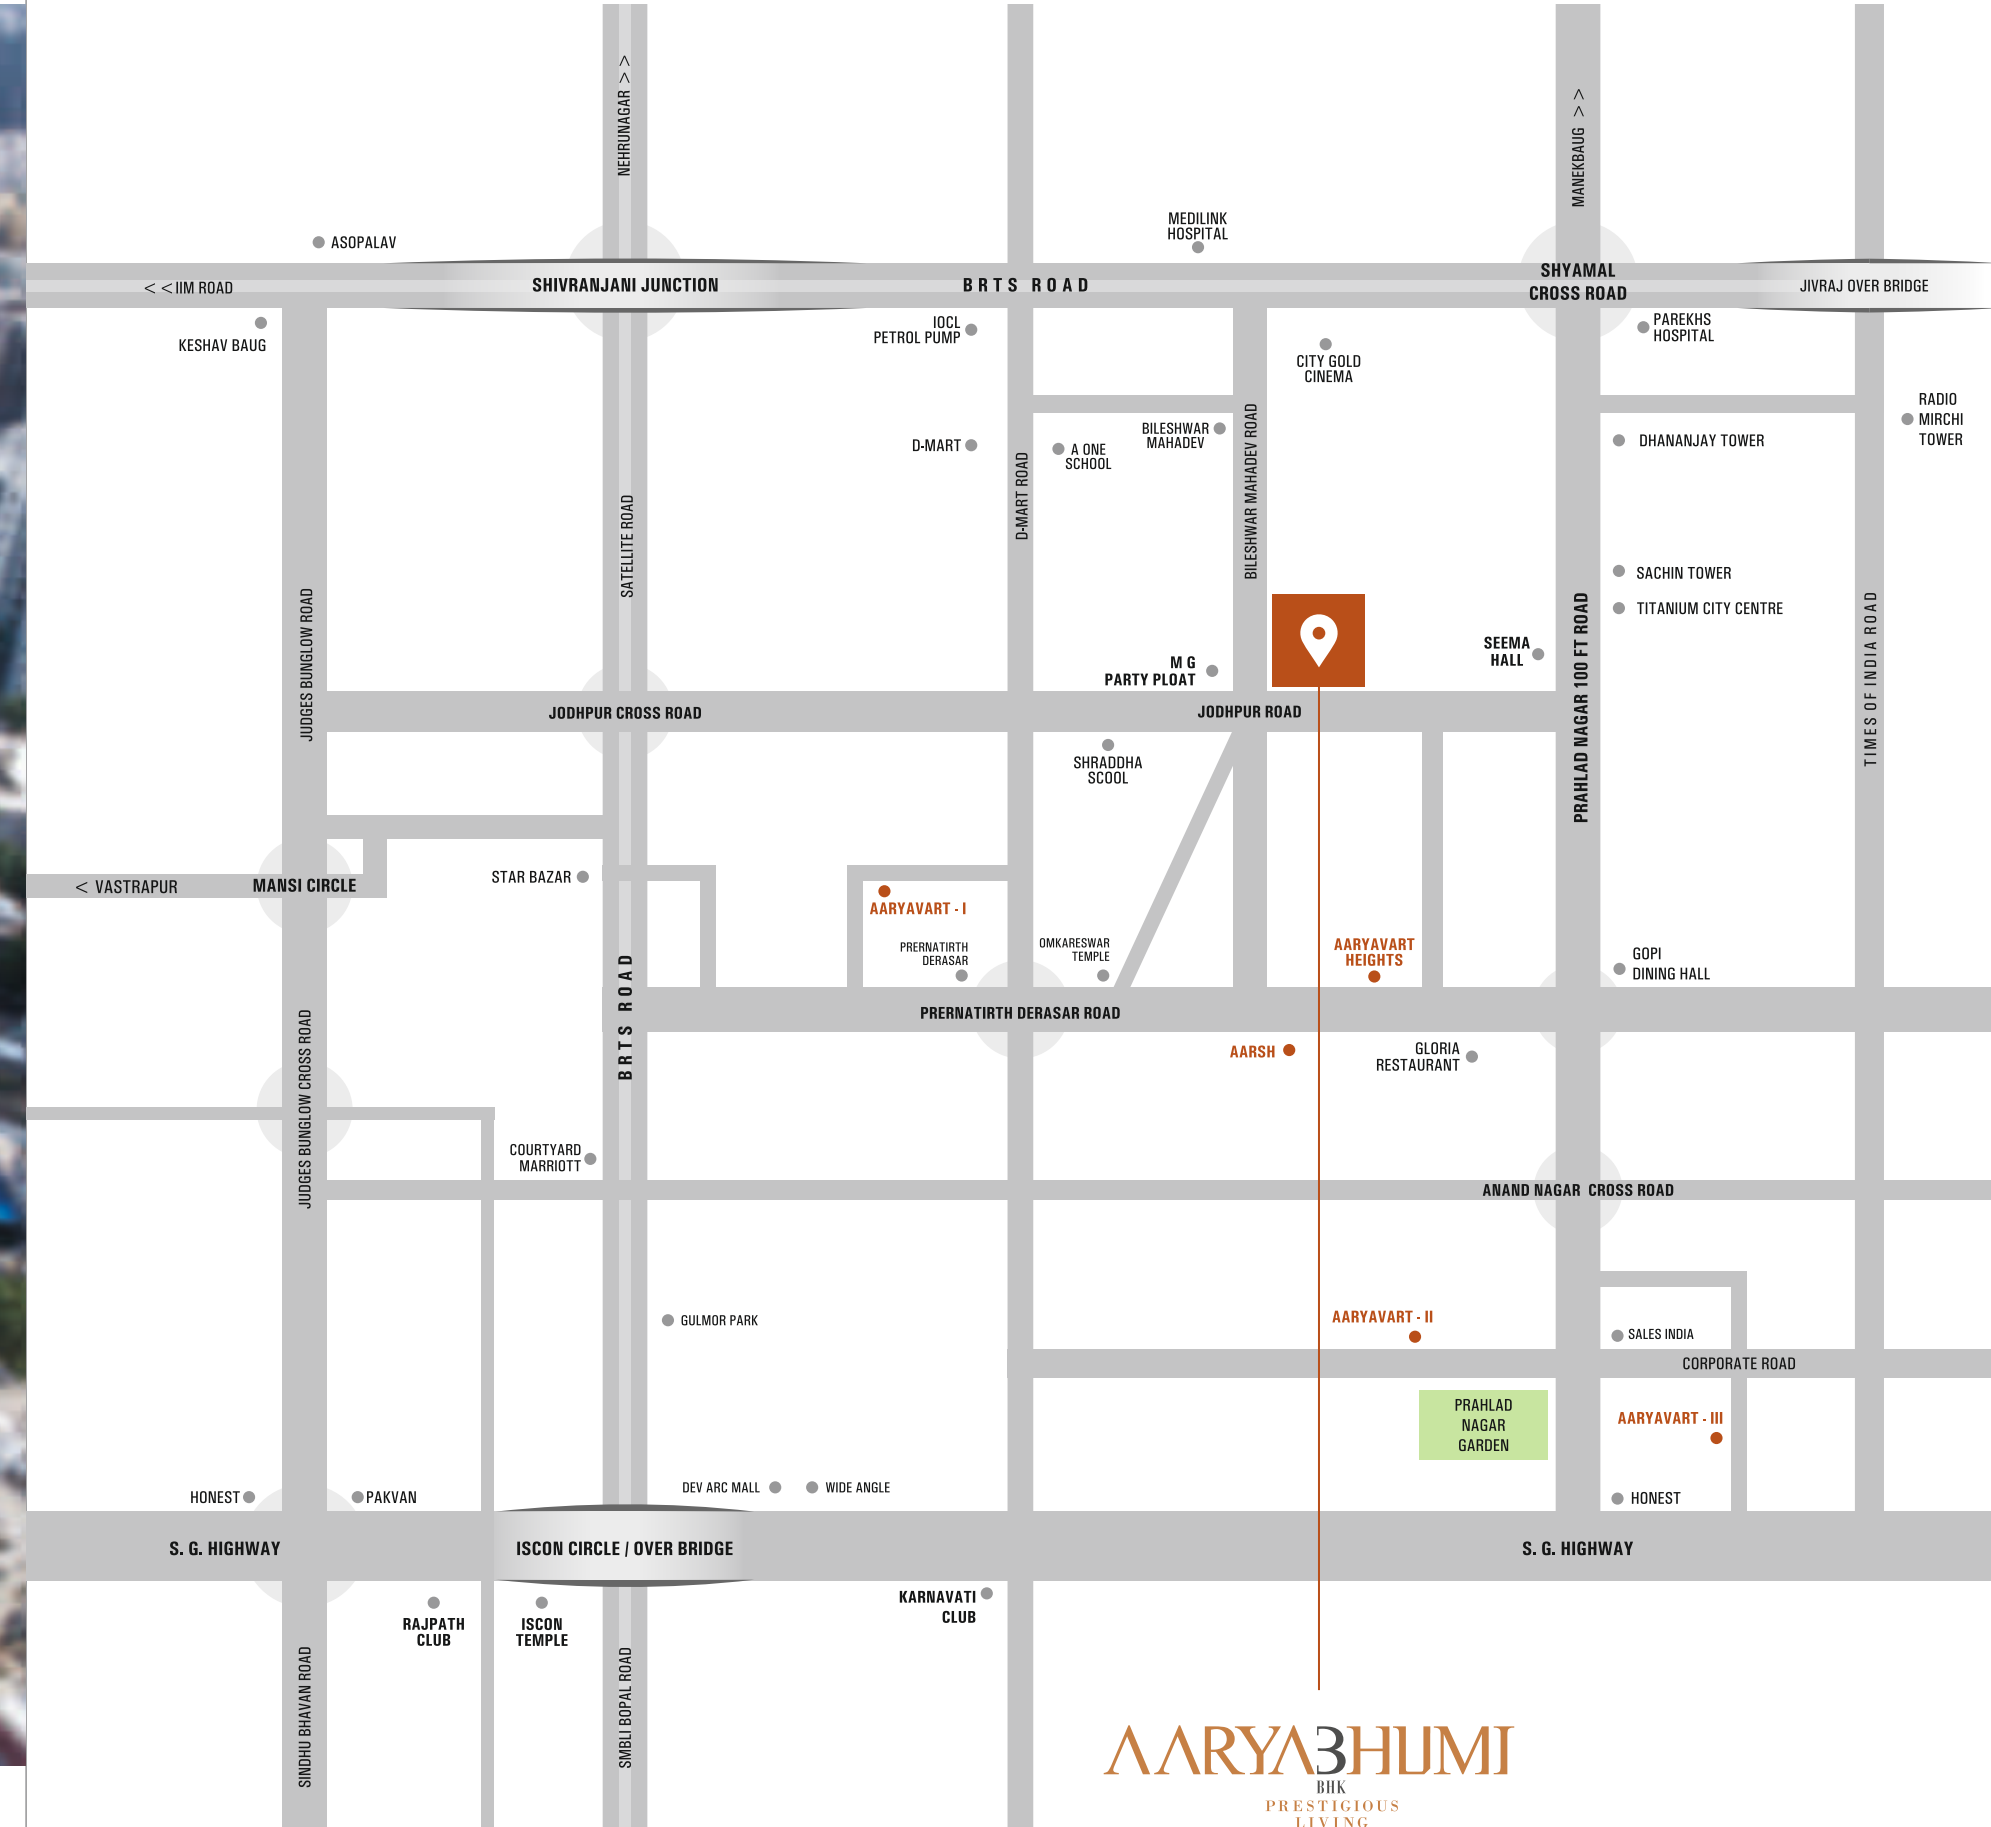 NEHRUNAGAR >>
MANEKBAUG >>
ASOPALAV
MEDILINK
HOSPITAL
<<IIM ROAD
SHIVRANJANI JUNCTION
BRTS ROAD
SHYAMAL
CROSS ROAD
JIVRAJ OVER BRIDGE
KESHAV BAUG
IOCL
PETROL PUMP
CITY GOLD
CINEMA
PAREKHS
HOSPITAL
RADIO
MIRCHI
TOWER
D-MART
A ONE
SCHOOL
BILESHWAR
MAHADEV
DHANANJAY TOWER
D-MART ROAD
BILESHWAR MAHADEV ROAD
SATELLITE ROAD
SACHIN TOWER
TITANIUM CITY CENTRE
JUDGES BUNGLOW ROAD
PRAHLAD NAGAR 100 FT ROAD
TIMES OF INDIA ROAD
M G
PARTY PLOAT
SEEMA
HALL
JODHPUR CROSS ROAD
JODHPUR ROAD
SHRADDHA
SCOOL
< VASTRAPUR
MANSI CIRCLE
STAR BAZAR
AARYAVART - I
PRERNATIRTH
DERASAR
OMKARESWAR
TEMPLE
AARYAVART
HEIGHTS
GOPI
DINING HALL
BRTS ROAD
PRERNATIRTH DERASAR ROAD
AARSH
GLORIA
RESTAURANT
JUDGES BUNGLOW CROSS ROAD
COURTYARD
MARRIOTT
ANAND NAGAR CROSS ROAD
GULMOR PARK
AARYAVART - II
SALES INDIA
CORPORATE ROAD
PRAHLAD
NAGAR
GARDEN
AARYAVART - III
HONEST
PAKVAN
DEV ARC MALL
WIDE ANGLE
HONEST
S. G. HIGHWAY
ISCON CIRCLE / OVER BRIDGE
S. G. HIGHWAY
RAJPATH
CLUB
ISCON
TEMPLE
KARNAVATI
CLUB
SINDHU BHAVAN ROAD
SMBLI BOPAL ROAD
AARYABHUMI
BHK
PRESTIGIOUS
LIVING